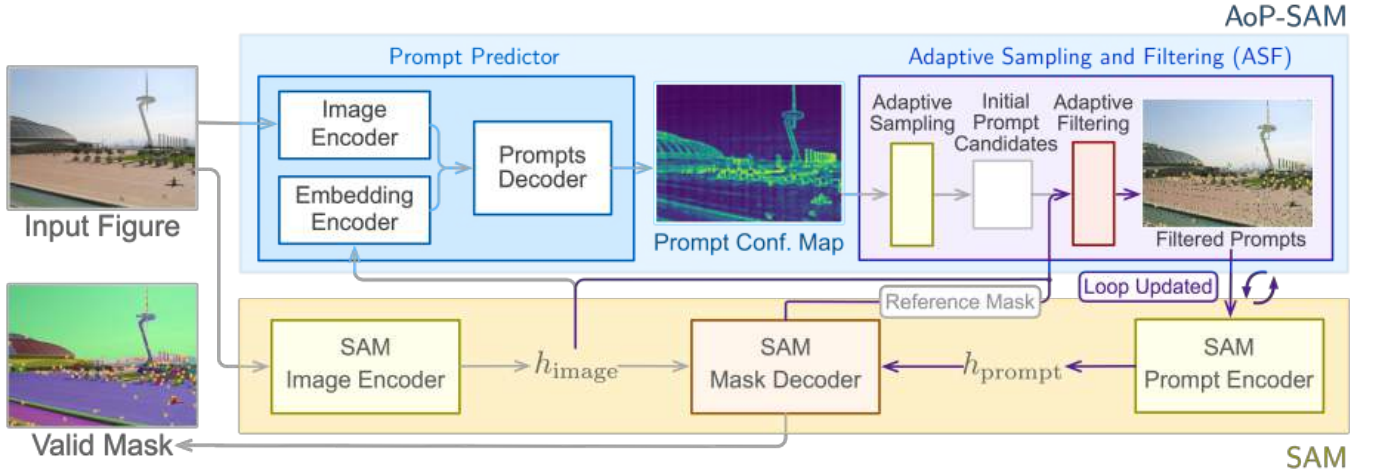 AoP-SAM
Prompt Predictor
Adaptive Sampling and Filtering (ASF)
Image
Encoder
Embedding
Encoder
Prompts
Decoder
Prompt Conf. Map
Adaptive
Sampling
Initial
Prompt
Candidates
Adaptive
Filtering
Filtered Prompts
Input Figure
Loop Updated
Reference Mask
SAM
Image Encoder
h_image
SAM
Mask Decoder
h_prompt
SAM
Prompt Encoder
Valid Mask
SAM